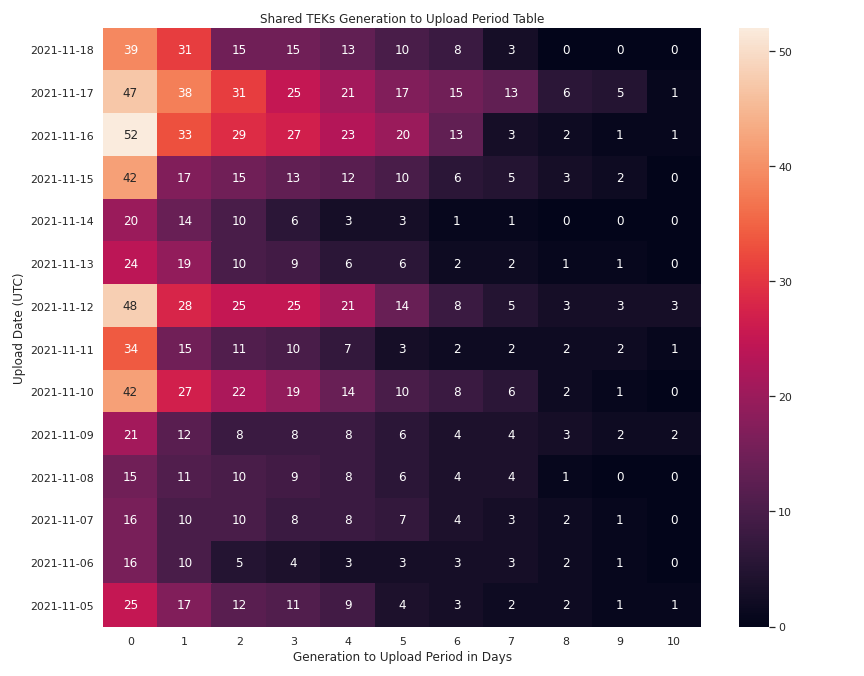 Shared TEKs Generation to Upload Period Table
Upload Date (UTC)
2021-11-18 39 31 15 15 13 10 8 3 0 0 0
2021-11-17 47 38 31 25 21 17 15 13 6 5 1
2021-11-16 52 33 29 27 23 20 13 3 2 1 1
2021-11-15 42 17 15 13 12 10 6 5 3 2 0
2021-11-14 20 14 10 6 3 3 1 1 0 0 0
2021-11-13 24 19 10 9 6 6 2 2 1 1 0
2021-11-12 48 28 25 25 21 14 8 5 3 3 3
2021-11-11 34 15 11 10 7 3 2 2 2 2 1
2021-11-10 42 27 22 19 14 10 8 6 2 1 0
2021-11-09 21 12 8 8 8 6 4 4 3 2 2
2021-11-08 15 11 10 9 8 6 4 4 1 0 0
2021-11-07 16 10 10 8 8 7 4 3 2 1 0
2021-11-06 16 10 5 4 3 3 3 3 2 1 0
2021-11-05 25 17 12 11 9 4 3 2 2 1 1
0 1 2 3 4 5 6 7 8 9 10
Generation to Upload Period in Days
50
40
30
20
10
0